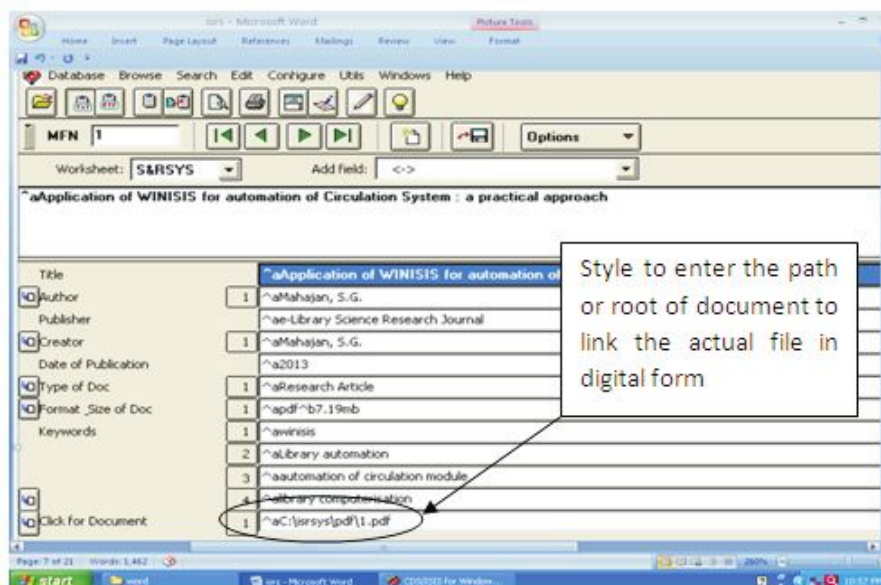 isrs - Microsoft Word Picture Tools
Home Insert Page Layout References Mailings Review View Format
Database Browse Search Edit Configure Utils Windows Help
MFN 1 Options
Worksheet: S&RSYS Add field: <->
^aApplication of WINISIS for automation of Circulation System : a practical approach
Title ^aApplication of WINISIS for automation of
Author 1 ^aMahajan, S.G.
Publisher ^ae-Library Science Research Journal
Creator 1 ^aMahajan, S.G.
Date of Publication ^a2013
Type of Doc 1 ^aResearch Article
Format_Size of Doc 1 ^apdf^b7.19mb
Keywords 1 ^awinisis
2 ^aLibrary automation
3 ^aautomation of circulation module
4 ^alibrary computerisation
Click for Document 1 ^aC:\isrsys\pdf\1.pdf
Style to enter the path
or root of document to
link the actual file in
digital form
Page: 7 of 21 Words: 1,462 260%
start word isrs - Microsoft Word CDS/ISIS for Window... 10:57 PM